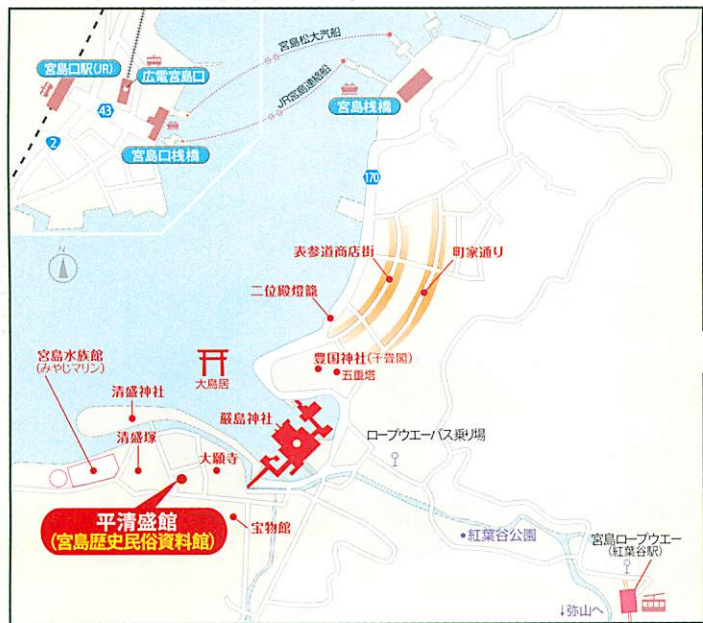 宮島口駅(JR)
広電宮島口
43
2
宮島口桟橋
宮島松大汽船
JR宮島連絡船
宮島桟橋
170
N
表参道商店街
町家通り
二位殿燈籠
豊国神社(千畳閣)
五重塔
宮島水族館
(みやじマリン)
大鳥居
清盛神社
嚴島神社
清盛塚
大願寺
ロープウエーバス乗り場
平清盛館
(宮島歴史民俗資料館)
宝物館
紅葉谷公園
宮島ロープウエー
(紅葉谷駅)
↓弥山へ